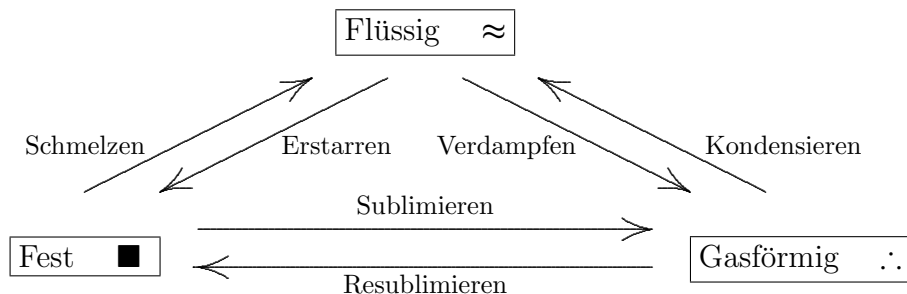 Flüssig ≈
Schmelzen Erstarren Verdampfen Kondensieren
Sublimieren
Fest ■ Gasförmig ∴
Resublimieren